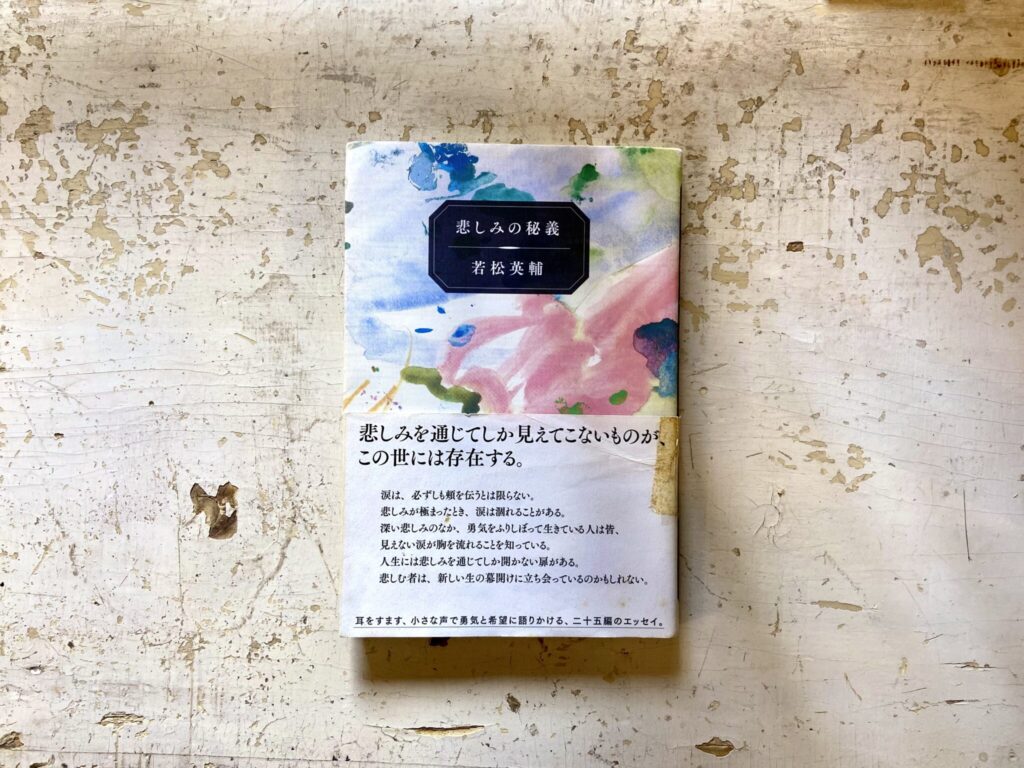 悲しみの秘義
若松英輔
悲しみを通じてしか見えてこないものが、
この世には存在する。
涙は、必ずしも頰を伝うとは限らない。
悲しみが極まったとき、涙は涸れることがある。
深い悲しみのなか、勇気をふりしぼって生きている人は皆、
見えない涙が胸を流れることを知っている。
人生には悲しみを通じてしか開かない扉がある。
悲しむ者は、新しい生の幕開けに立ち会っているのかもしれない。
耳をすます、小さな声で勇気と希望に語りかける、二十五編のエッセイ。